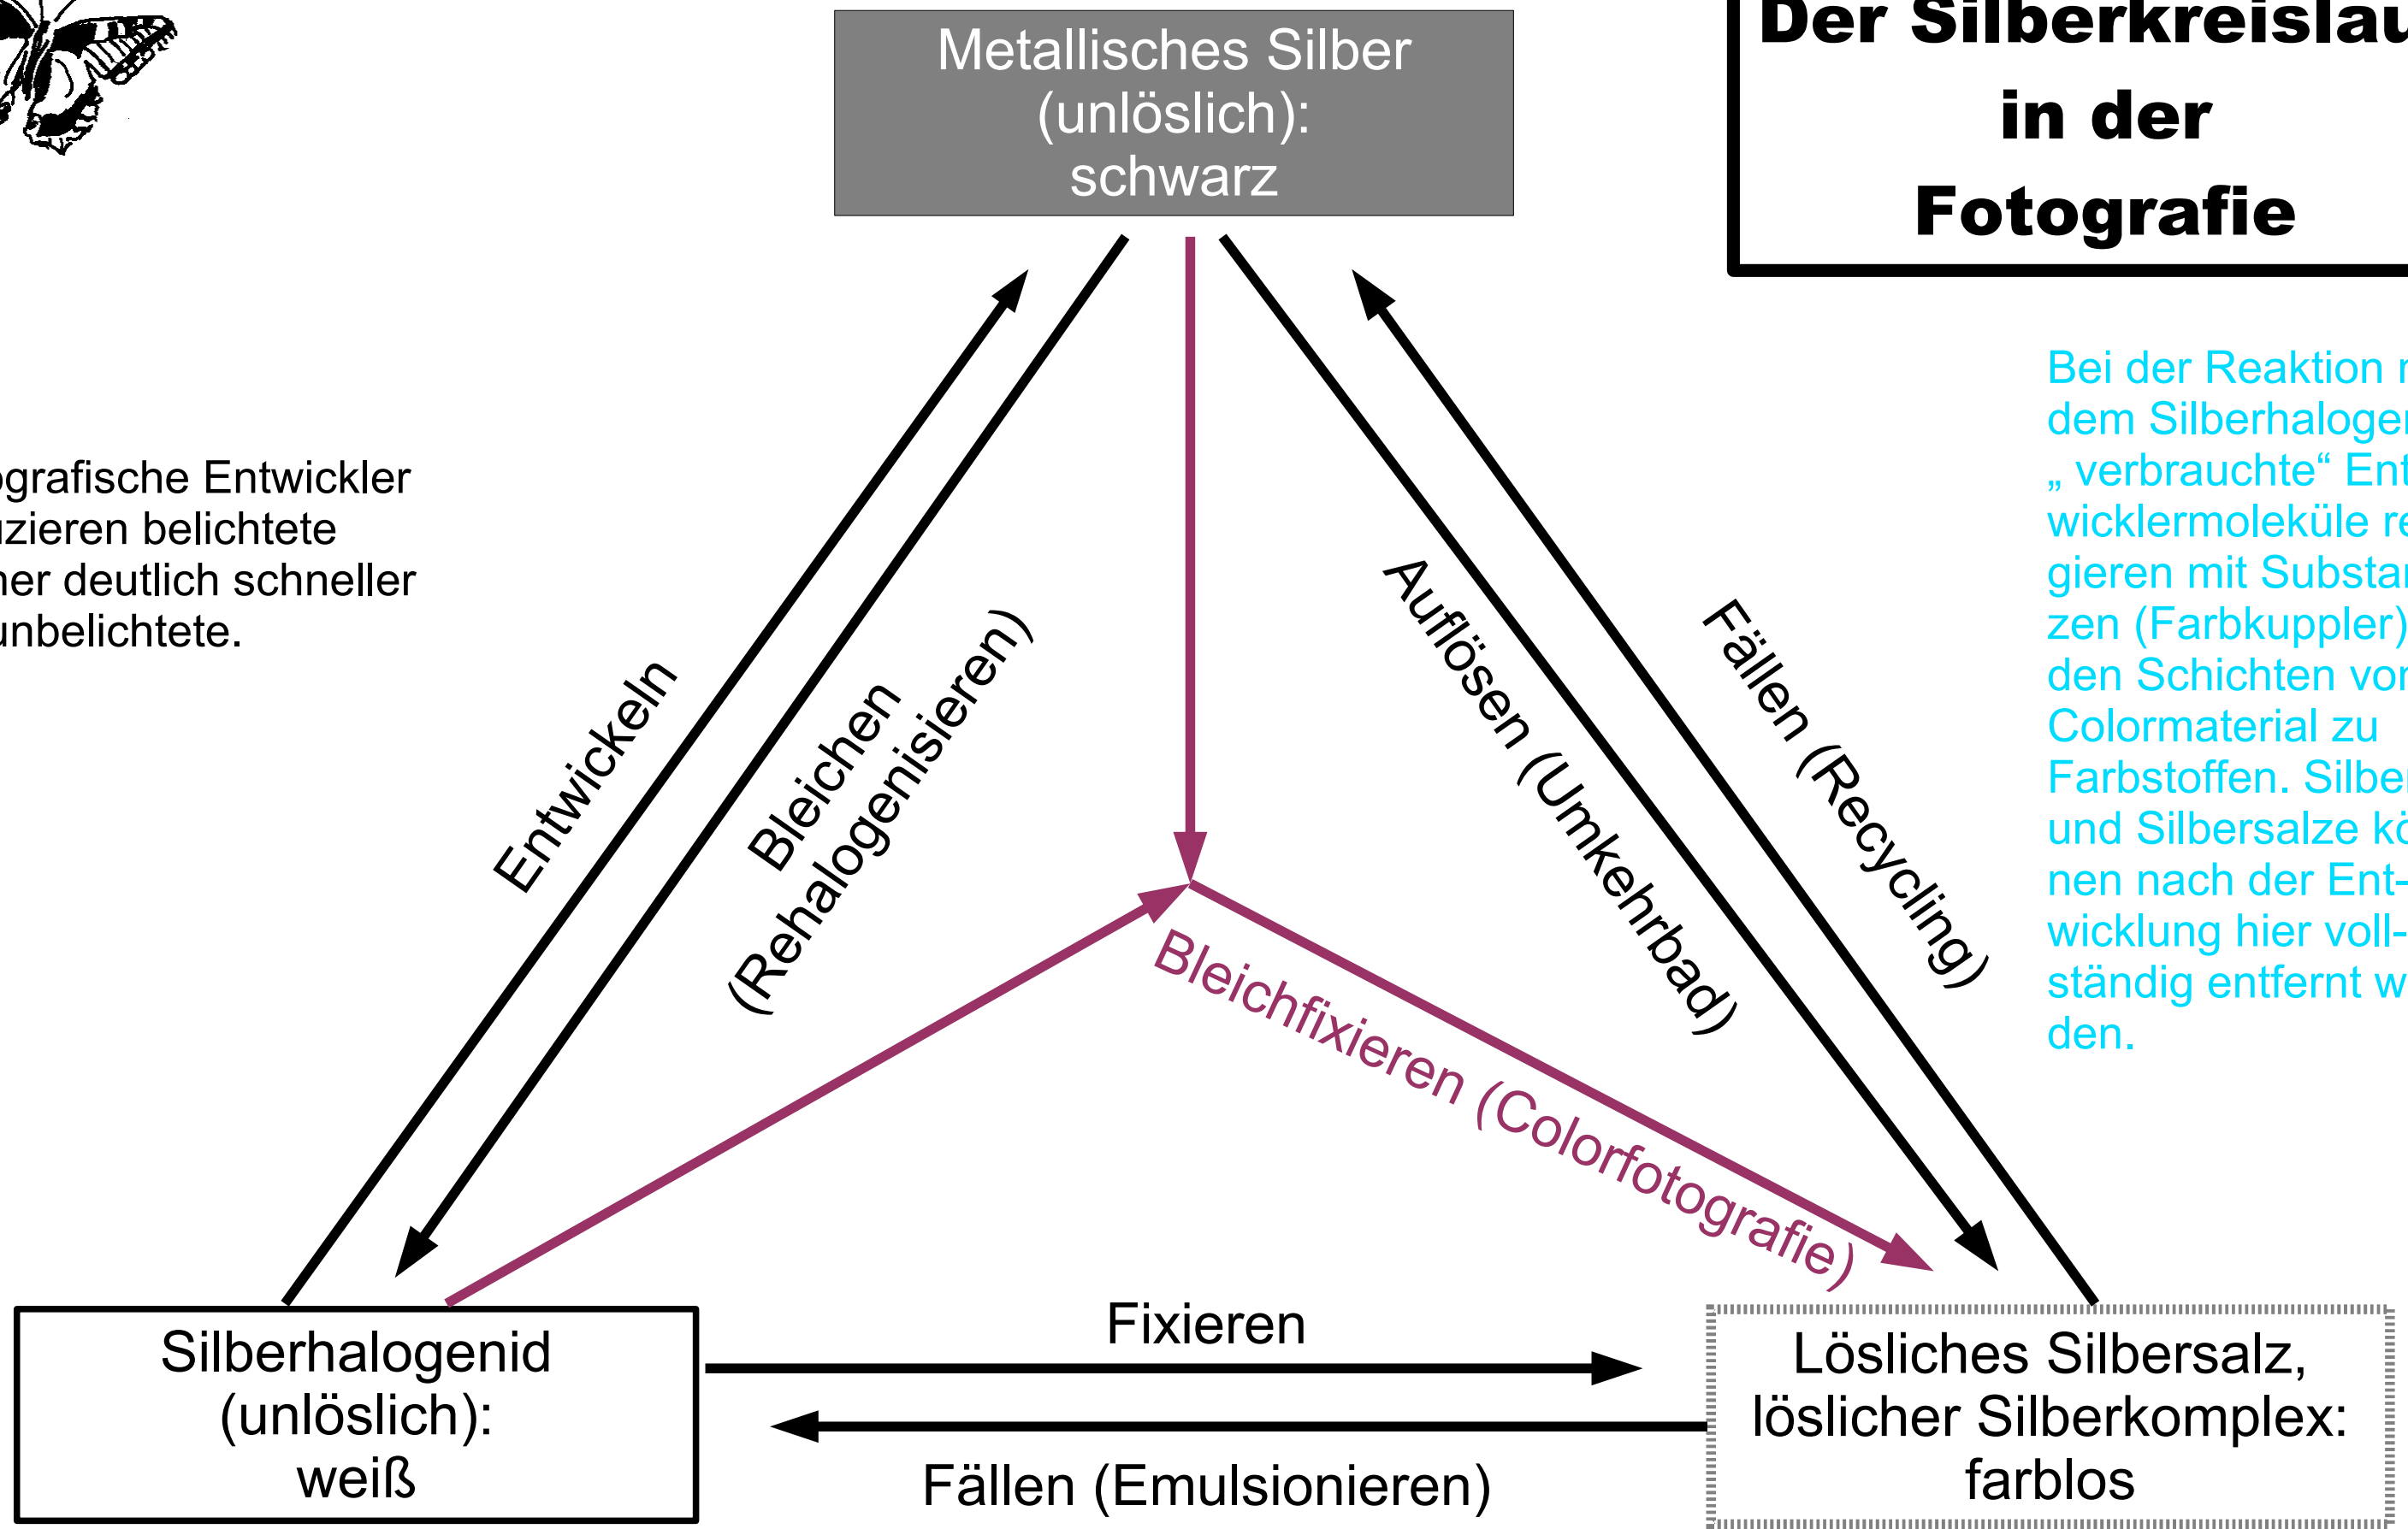 Metallisches Silber
(unlöslich):
schwarz
Der Silberkreislau
in der
Fotografie
grafische Entwickler
zieren belichtete
ner deutlich schneller
unbelichtete.
Bei der Reaktion
dem Silberhaloge
„ verbrauchte“ Ent
wicklermoleküle re
gieren mit Substa
zen (Farbkuppler)
den Schichten vo
Colormaterial zu
Farbstoffen. Silber
und Silbersalze kö
nen nach der Ent-
wicklung hier voll-
ständig entfernt w
den.
Entwickeln
Bleichen
(Rehalogenisieren)
Auflösen (Umkehrbad)
Fällen (Recycling)
Bleichfixieren (Colorfotografie)
Fixieren
Fällen (Emulsionieren)
Silberhalogenid
(unlöslich):
weiß
Lösliches Silbersalz,
löslicher Silberkomplex:
farblos